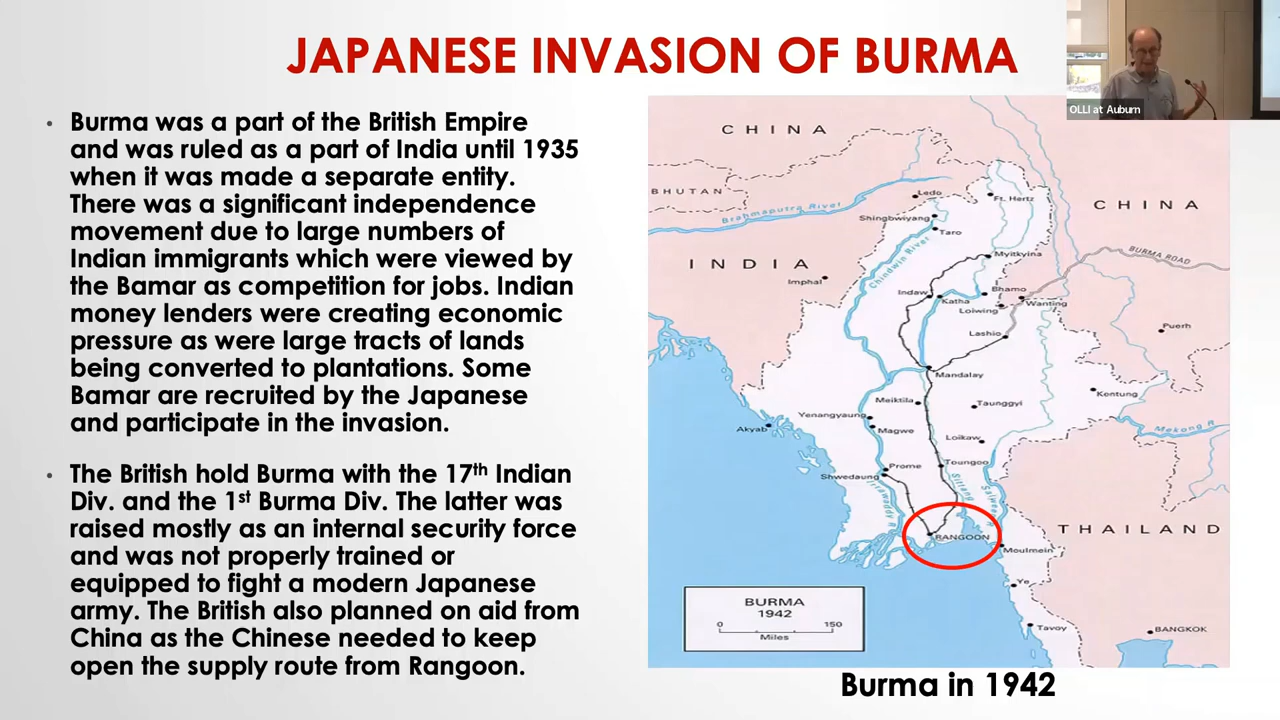 JAPANESE INVASION OF BURMA
OLLI at Auburn
• Burma was a part of the British Empire
and was ruled as a part of India until 1935
when it was made a separate entity.
There was a significant independence
movement due to large numbers of
Indian immigrants which were viewed by
the Bamar as competition for jobs. Indian
money lenders were creating economic
pressure as were large tracts of lands
being converted to plantations. Some
Bamar are recruited by the Japanese
and participate in the invasion.
• The British hold Burma with the 17th Indian
Div. and the 1st Burma Div. The latter was
raised mostly as an internal security force
and was not properly trained or
equipped to fight a modern Japanese
army. The British also planned on aid from
China as the Chinese needed to keep
open the supply route from Rangoon.
CHINA
BHUTAN
Ledo
Ft. Hertz
Brahmaputra River
CHINA
Shingbwiyang
Taro
Chindwin River
BURMA ROAD
INDIA
Myitkyina
Imphal
Indaw
Katha
Bhamo
Loiwing
Wanting
Lashio
Puerh
Mandalay
Meiktila
Taunggyi
Kentung
Yenangyaung
Magwe
Akyab
Mekong R
Loikaw
Prome
Toungoo
Shwedaung
Sittang
THAILAND
RANGOON
Moulmein
Ye
BURMA
1942
0
150
Miles
Tavoy
BANGKOK
Burma in 1942